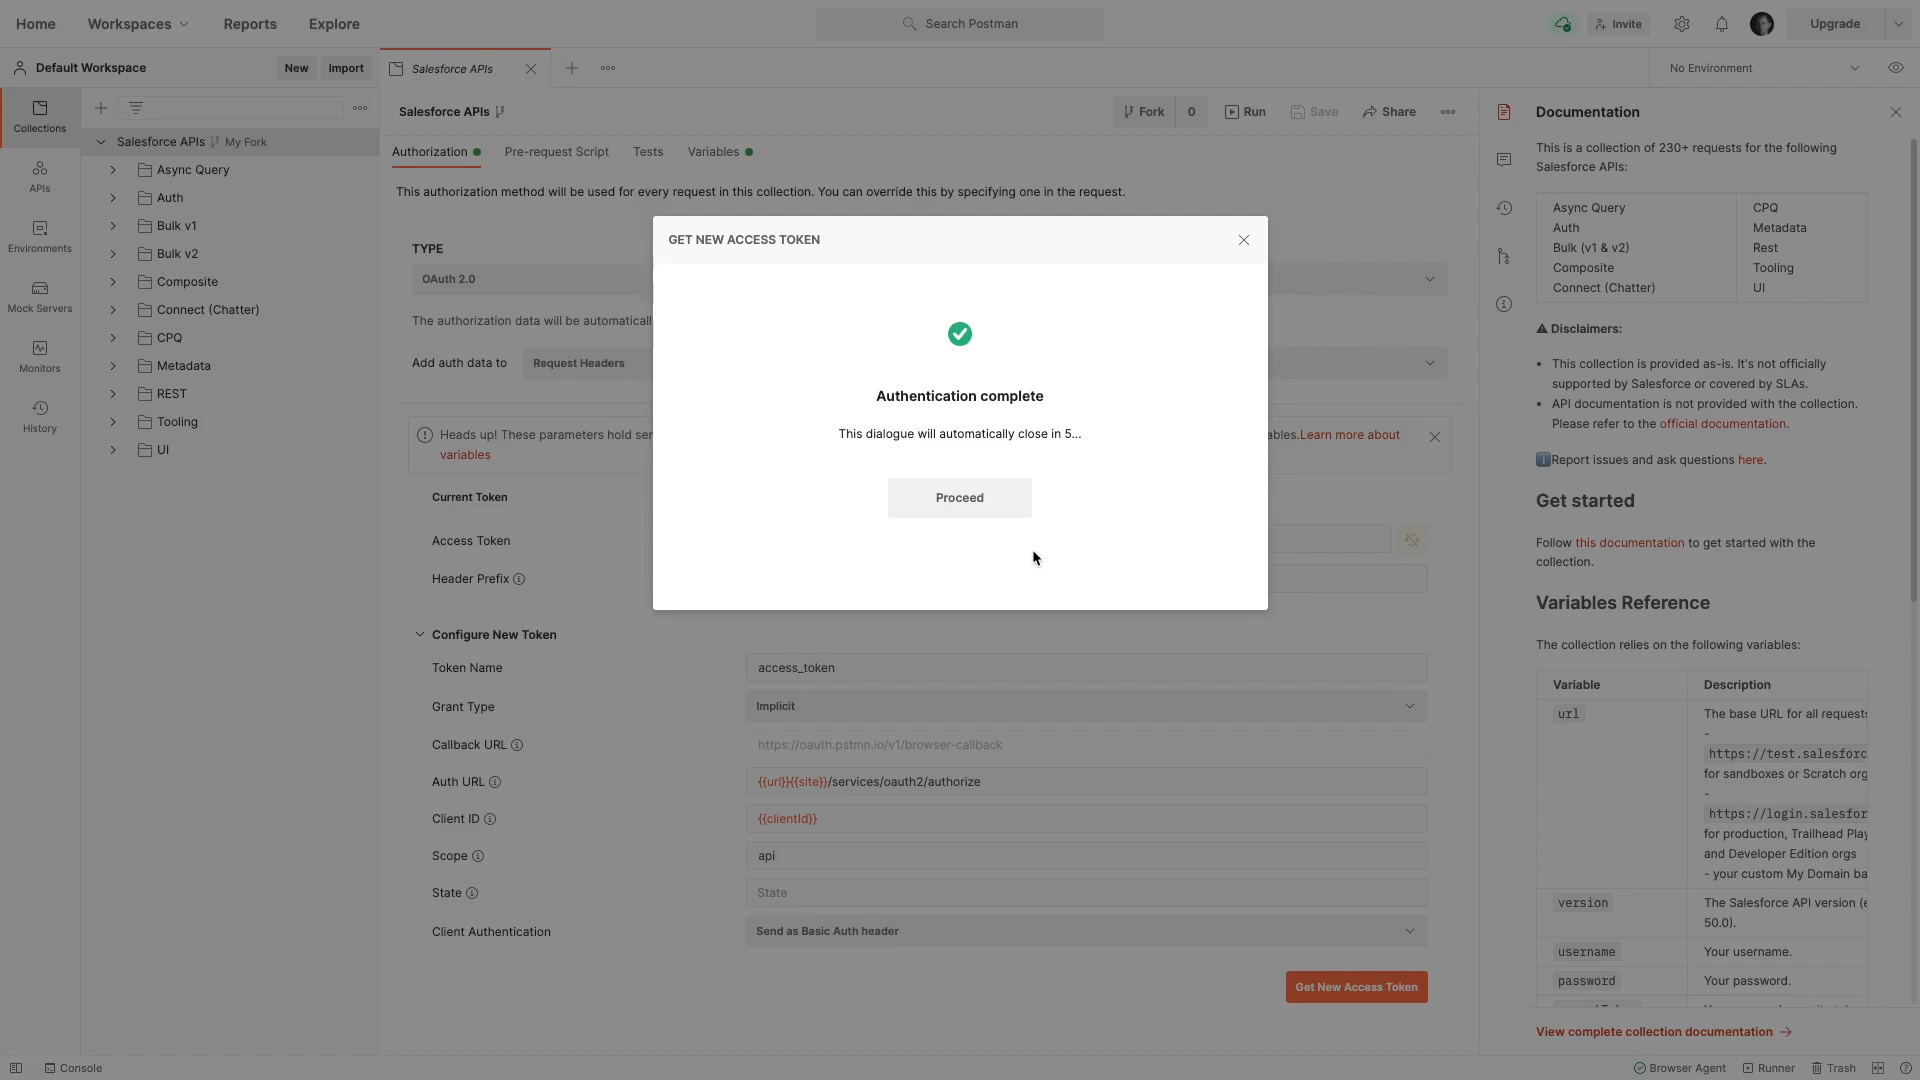 Home
Workspaces
Reports
Explore
Search Postman
Invite
Upgrade
Default Workspace
New
Import
Salesforce APIs
No Environment
Collections
APIs
Environments
Mock Servers
Monitors
History
Salesforce APIs My Fork
Async Query
Auth
Bulk v1
Bulk v2
Composite
Connect (Chatter)
CPQ
Metadata
REST
Tooling
UI
Salesforce APIs
Fork 0
Run
Save
Share
Authorization
Pre-request Script
Tests
Variables
This authorization method will be used for every request in this collection. You can override this by specifying one in the request.
TYPE
OAuth 2.0
The authorization data will be automaticall
Add auth data to
Request Headers
Heads up! These parameters hold ser
ables.Learn more about
variables
Current Token
Access Token
Header Prefix
GET NEW ACCESS TOKEN
Authentication complete
This dialogue will automatically close in 5...
Proceed
Configure New Token
Token Name
access_token
Grant Type
Implicit
Callback URL
https://oauth.pstmn.io/v1/browser-callback
Auth URL
{{url}}{{site}}/services/oauth2/authorize
Client ID
{{clientId}}
Scope
api
State
State
Client Authentication
Send as Basic Auth header
Get New Access Token
Documentation
This is a collection of 230+ requests for the following
Salesforce APIs:
Async Query
CPQ
Auth
Metadata
Bulk (v1 & v2)
Rest
Composite
Tooling
Connect (Chatter)
UI
Disclaimers:
• This collection is provided as-is. It's not officially
supported by Salesforce or covered by SLAs.
• API documentation is not provided with the collection.
Please refer to the official documentation.
Report issues and ask questions here.
Get started
Follow this documentation to get started with the
collection.
Variables Reference
The collection relies on the following variables:
Variable
Description
url
The base URL for all requests
-
https://test.salesforc
for sandboxes or Scratch org
-
https://login.salesfor
for production, Trailhead Play
and Developer Edition orgs
- your custom My Domain ba
version
The Salesforce API version (e
50.0).
username
Your username.
password
Your password.
View complete collection documentation →
Console
Browser Agent
Runner
Trash